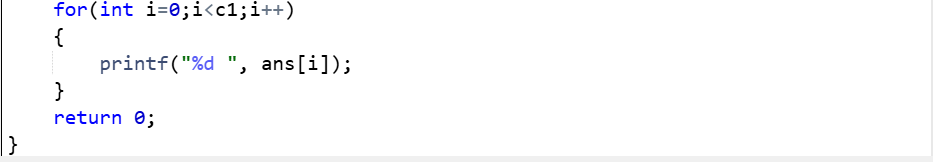 for(int i=0;i<c1;i++)
{
printf("%d ", ans[i]);
}
return 0;
}